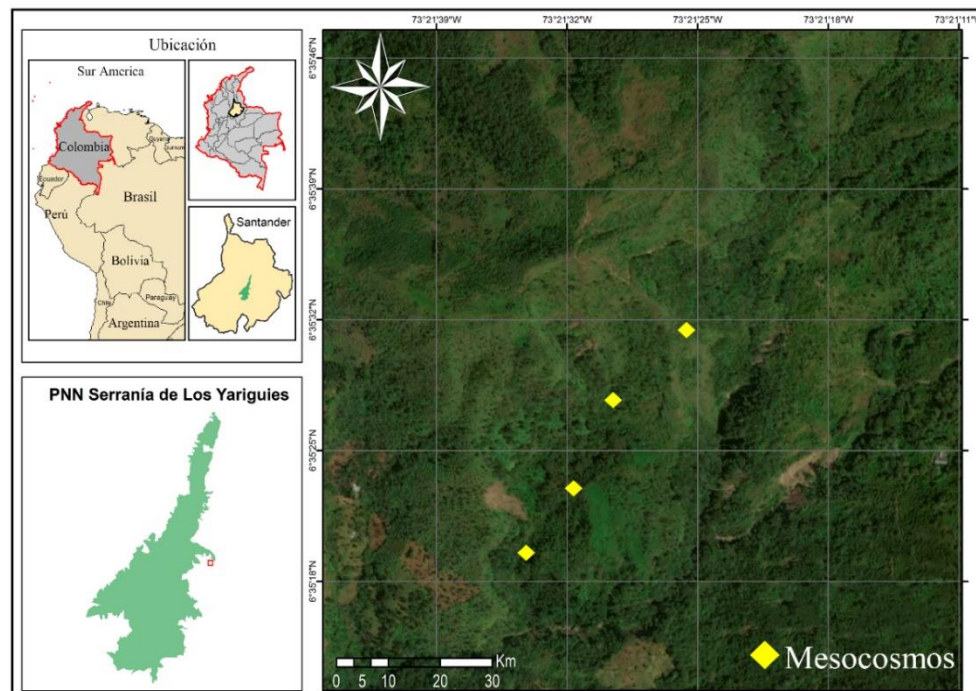 Ubicación
Sur America
Colombia
Ecuador
Perú
Brasil
Bolivia
Chile
Paraguay
Argentina
Santander
PNN Serranía de Los Yariguies
73°21'39"W
73°21'32"W
73°21'25"W
73°21'18"W
73°21'11"W
6°35'46"N
6°35'39"N
6°35'32"N
6°35'25"N
6°35'18"N
Km
0 5 10 20 30
Mesocosmos